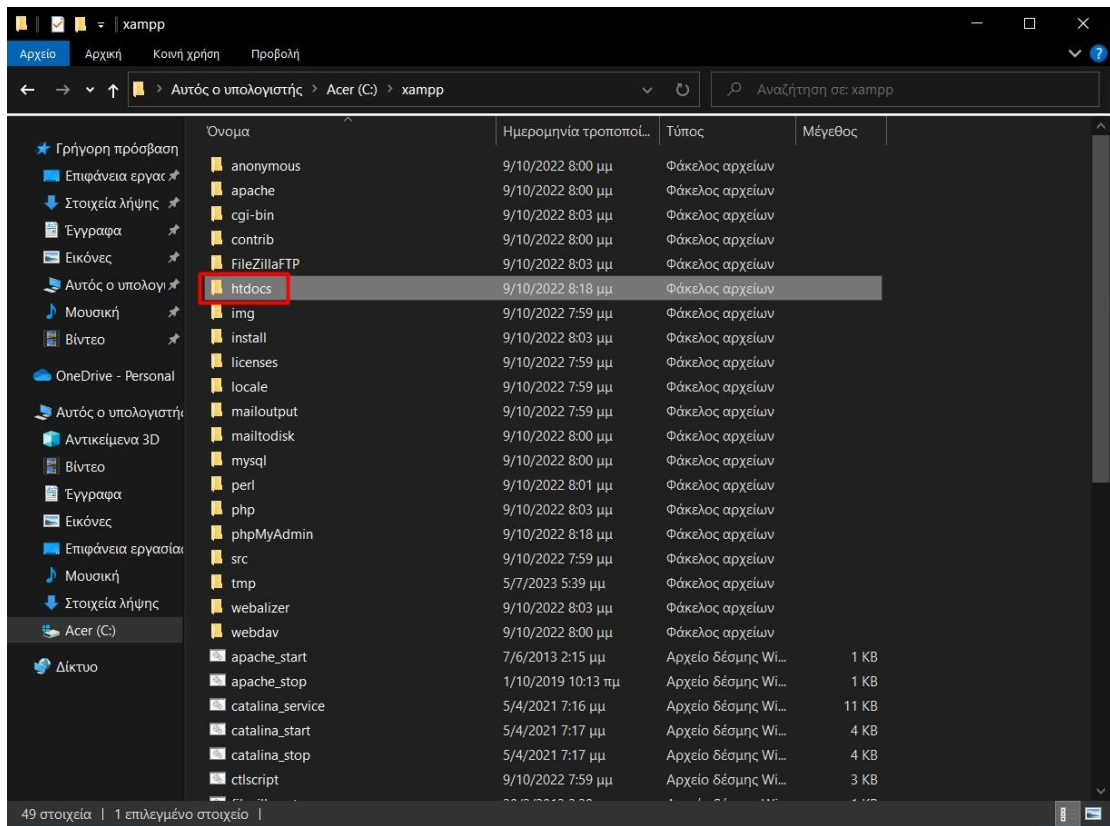 xampp
Αρχείο Αρχική Κοινή χρήση Προβολή
Αυτός ο υπολογιστής > Acer (C:) > xampp Αναζήτηση σε: xampp
Όνομα Ημερομηνία τροποποί... Τύπος Μέγεθος
Γρήγορη πρόσβαση
Επιφάνεια εργας
Στοιχεία λήψης
Έγγραφα
Εικόνες
Αυτός ο υπολογι
Μουσική
Βίντεο
OneDrive - Personal
Αυτός ο υπολογιστής
Αντικείμενα 3D
Βίντεο
Έγγραφα
Εικόνες
Επιφάνεια εργασίας
Μουσική
Στοιχεία λήψης
Acer (C:)
Δίκτυο
anonymous 9/10/2022 8:00 μμ Φάκελος αρχείων
apache 9/10/2022 8:00 μμ Φάκελος αρχείων
cgi-bin 9/10/2022 8:03 μμ Φάκελος αρχείων
contrib 9/10/2022 8:00 μμ Φάκελος αρχείων
FileZillaFTP 9/10/2022 8:03 μμ Φάκελος αρχείων
htdocs 9/10/2022 8:18 μμ Φάκελος αρχείων
img 9/10/2022 7:59 μμ Φάκελος αρχείων
install 9/10/2022 8:03 μμ Φάκελος αρχείων
licenses 9/10/2022 7:59 μμ Φάκελος αρχείων
locale 9/10/2022 7:59 μμ Φάκελος αρχείων
mailoutput 9/10/2022 7:59 μμ Φάκελος αρχείων
mailtodisk 9/10/2022 8:00 μμ Φάκελος αρχείων
mysql 9/10/2022 8:00 μμ Φάκελος αρχείων
perl 9/10/2022 8:01 μμ Φάκελος αρχείων
php 9/10/2022 8:03 μμ Φάκελος αρχείων
phpMyAdmin 9/10/2022 8:18 μμ Φάκελος αρχείων
src 9/10/2022 7:59 μμ Φάκελος αρχείων
tmp 5/7/2023 5:39 μμ Φάκελος αρχείων
webalizer 9/10/2022 8:03 μμ Φάκελος αρχείων
webdav 9/10/2022 8:00 μμ Φάκελος αρχείων
apache_start 7/6/2013 2:15 μμ Αρχείο δέσμης Wi... 1 KB
apache_stop 1/10/2019 10:13 πμ Αρχείο δέσμης Wi... 1 KB
catalina_service 5/4/2021 7:16 μμ Αρχείο δέσμης Wi... 11 KB
catalina_start 5/4/2021 7:17 μμ Αρχείο δέσμης Wi... 4 KB
catalina_stop 5/4/2021 7:17 μμ Αρχείο δέσμης Wi... 4 KB
ctlscript 9/10/2022 7:59 μμ Αρχείο δέσμης Wi... 3 KB
49 στοιχεία | 1 επιλεγμένο στοιχείο |